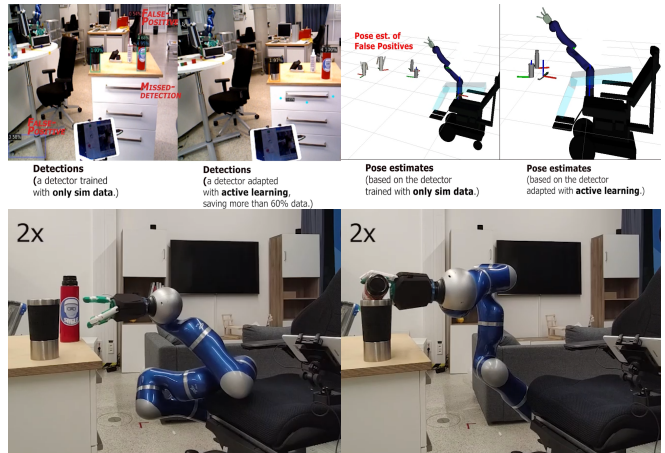 FALSE-
POSITIVE
MISSED-
DETECTION
FALSE-
POSITIVE
Pose est. of
False Positives
Detections
(a detector trained
with only sim data.)
Detections
(a detector adapted
with active learning,
saving more than 60% data.)
Pose estimates
(based on the detector
trained with only sim data.)
Pose estimates
(based on the detector
adapted with active learning.)
2x
2x